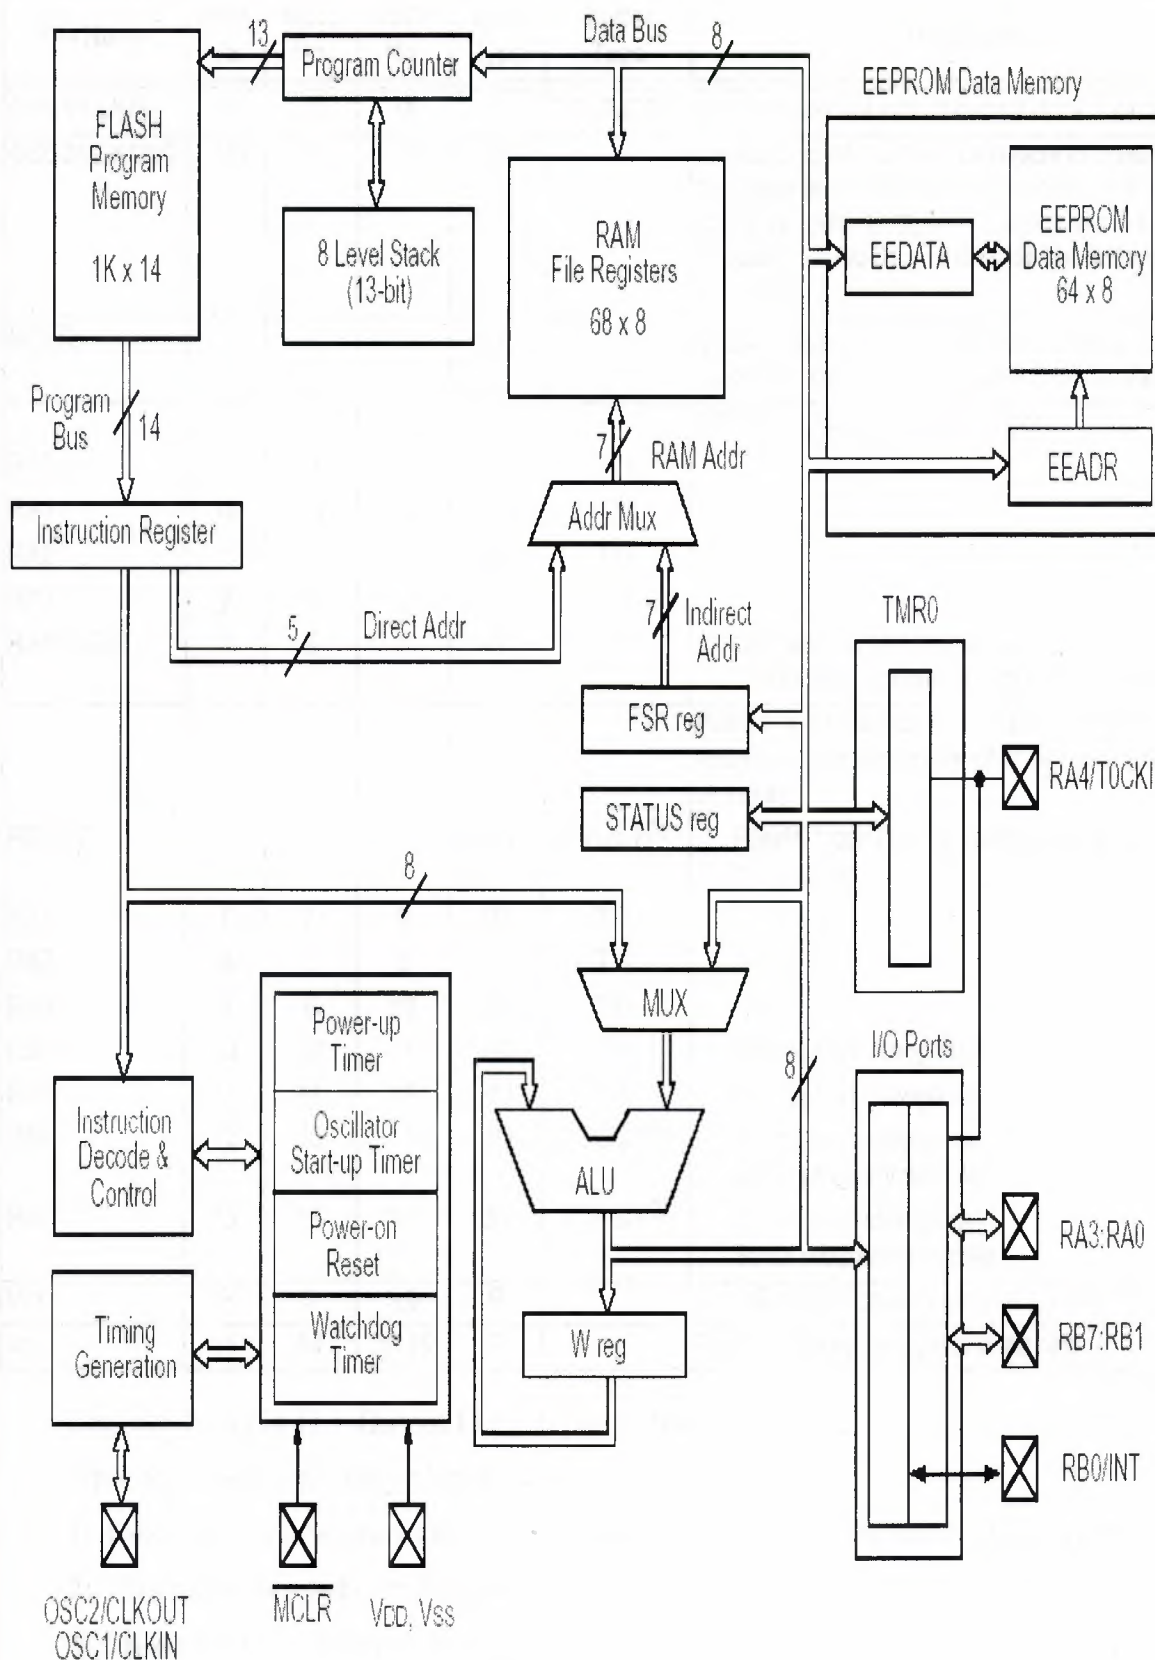 13
Data Bus
8
Program Counter
EEPROM Data Memory
FLASH
Program
Memory
1K x 14
8 Level Stack
(13-bit)
RAM
File Registers
68 x 8
EEDATA
EEPROM
Data Memory
64 x 8
Program
Bus
14
7
RAM Addr
EEADR
Addr Mux
Instruction Register
5
Direct Addr
7
Indirect
Addr
TMR0
FSR reg
RA4/T0CKI
STATUS reg
8
MUX
Power-up
Timer
8
I/O Ports
Instruction
Decode &
Control
Oscillator
Start-up Timer
ALU
Power-on
Reset
RA3:RA0
Timing
Generation
Watchdog
Timer
W reg
RB7:RB1
RB0/INT
OSC2/CLKOUT
OSC1/CLKIN
MCLR
VDD, VSS